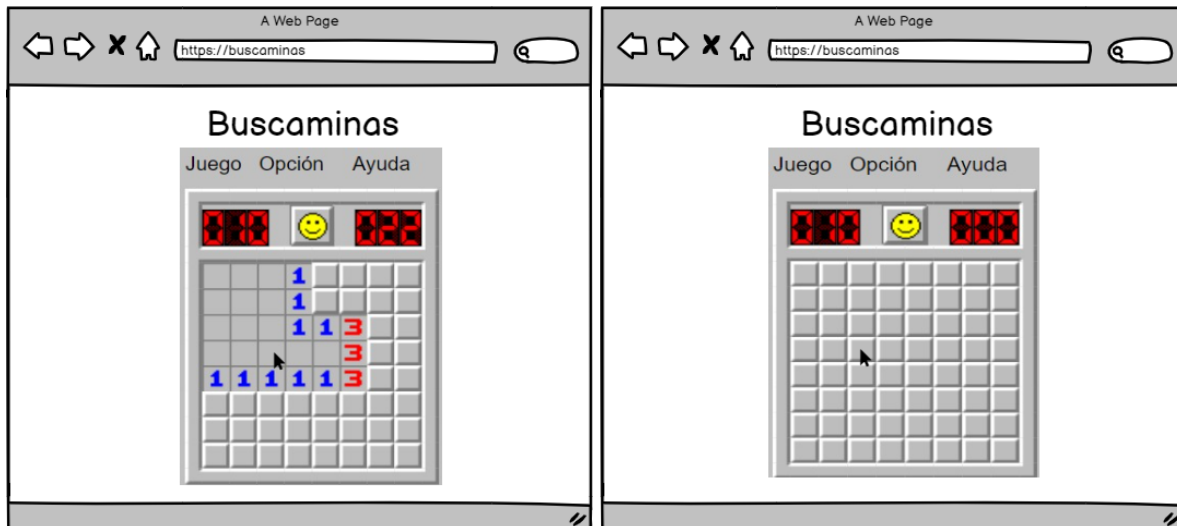 A Web Page
https://buscaminas
Buscaminas
Juego Opción Ayuda
010 022
1
1
1 1 3
3
1 1 1 1 1 3
A Web Page
https://buscaminas
Buscaminas
Juego Opción Ayuda
010 000